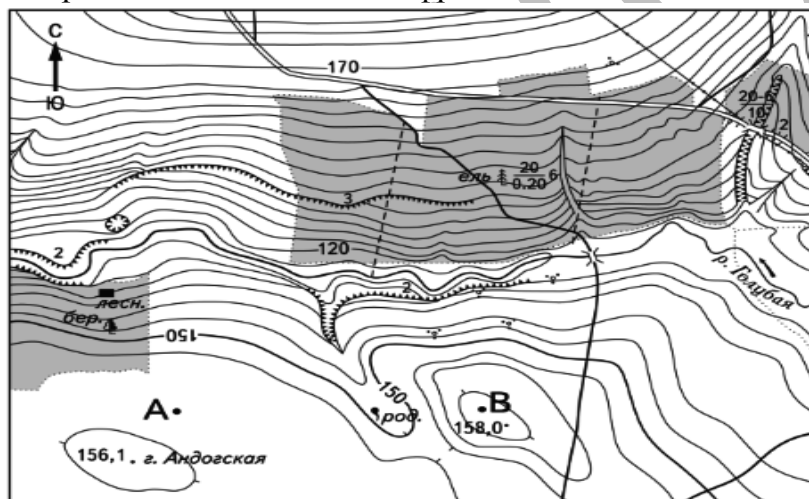 С
Ю
170
20-6
10
2
ель 20 6
0.20
3
120
2
2
р. Голубая
лесн.
бер.
150
150
А
род.
В
158,0
156,1 . г. Андогская